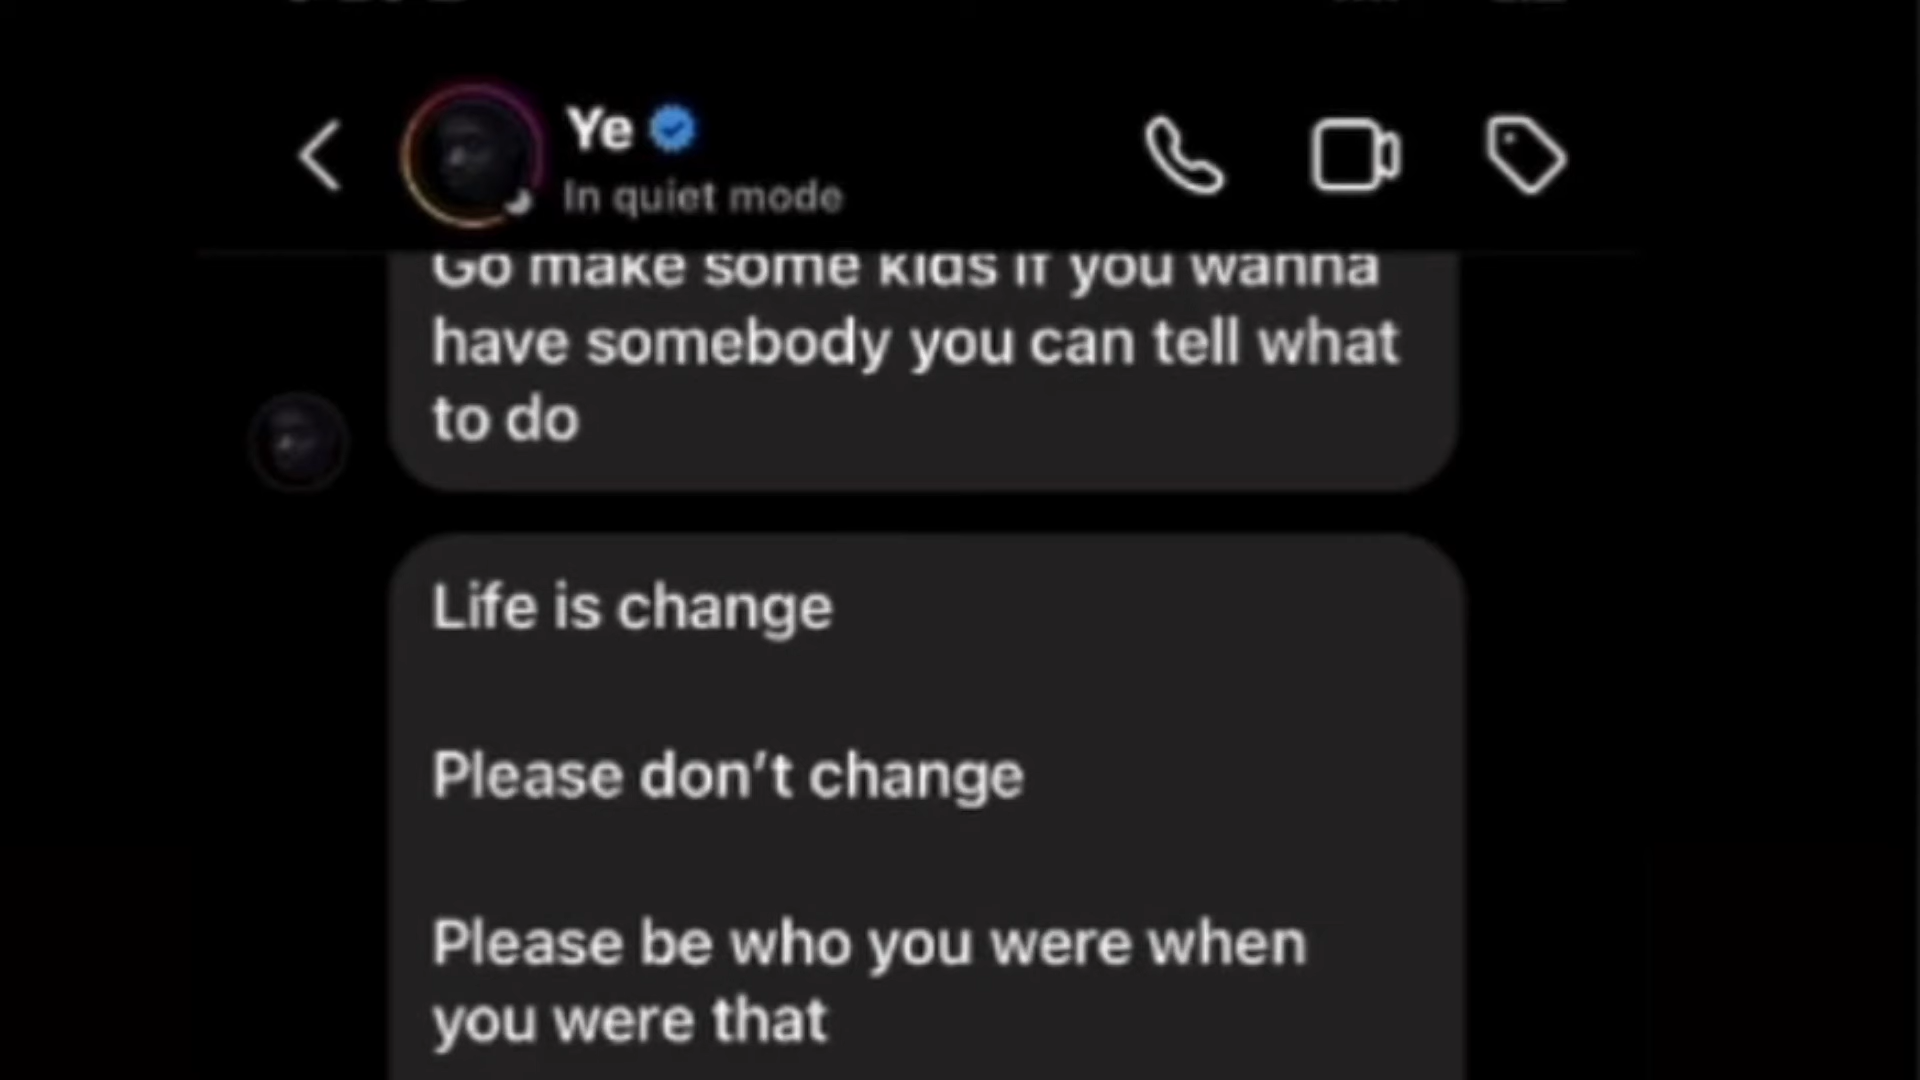 Ye
In quiet mode
Go make some kids if you wanna
have somebody you can tell what
to do
Life is change
Please don’t change
Please be who you were when
you were that